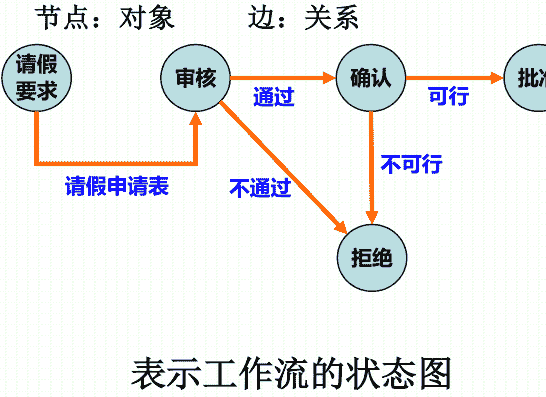 节点：对象 边：关系
请假
要求
审核
通过
确认
可行
批准
请假申请表
不通过
不可行
拒绝
表示工作流的状态图